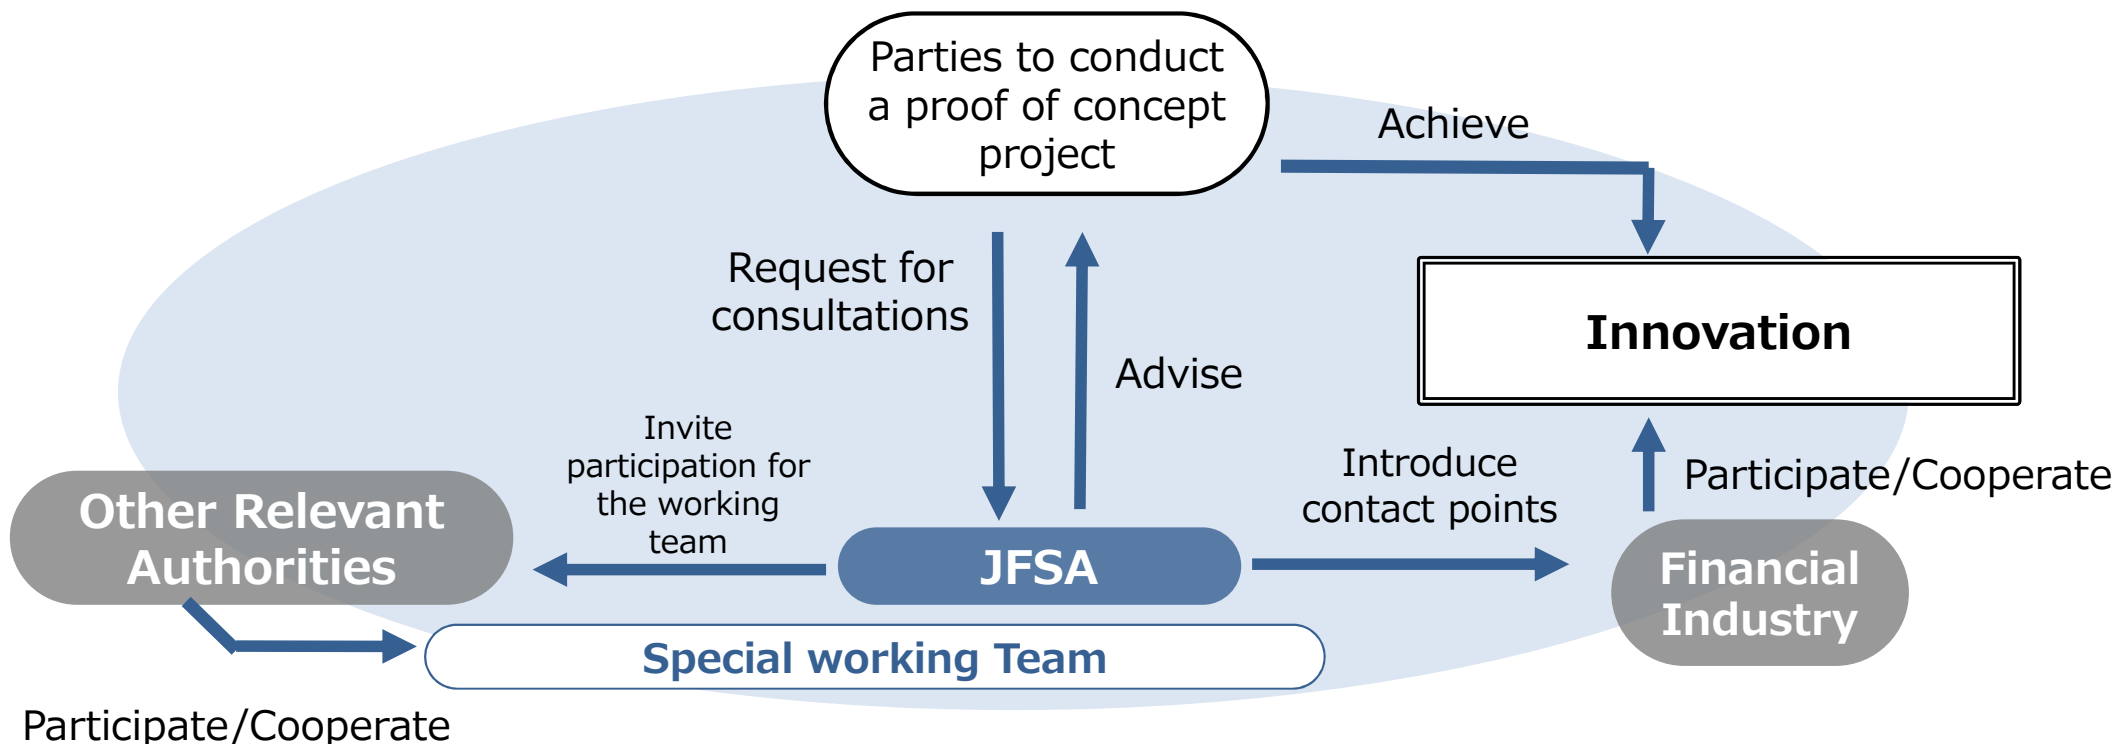 Parties to conduct
a proof of concept
project
Achieve
Request for
consultations
Advise
Innovation
Invite
participation for
the working
team
Introduce
contact points
Participate/Cooperate
Other Relevant
Authorities
JFSA
Financial
Industry
Special working Team
Participate/Cooperate